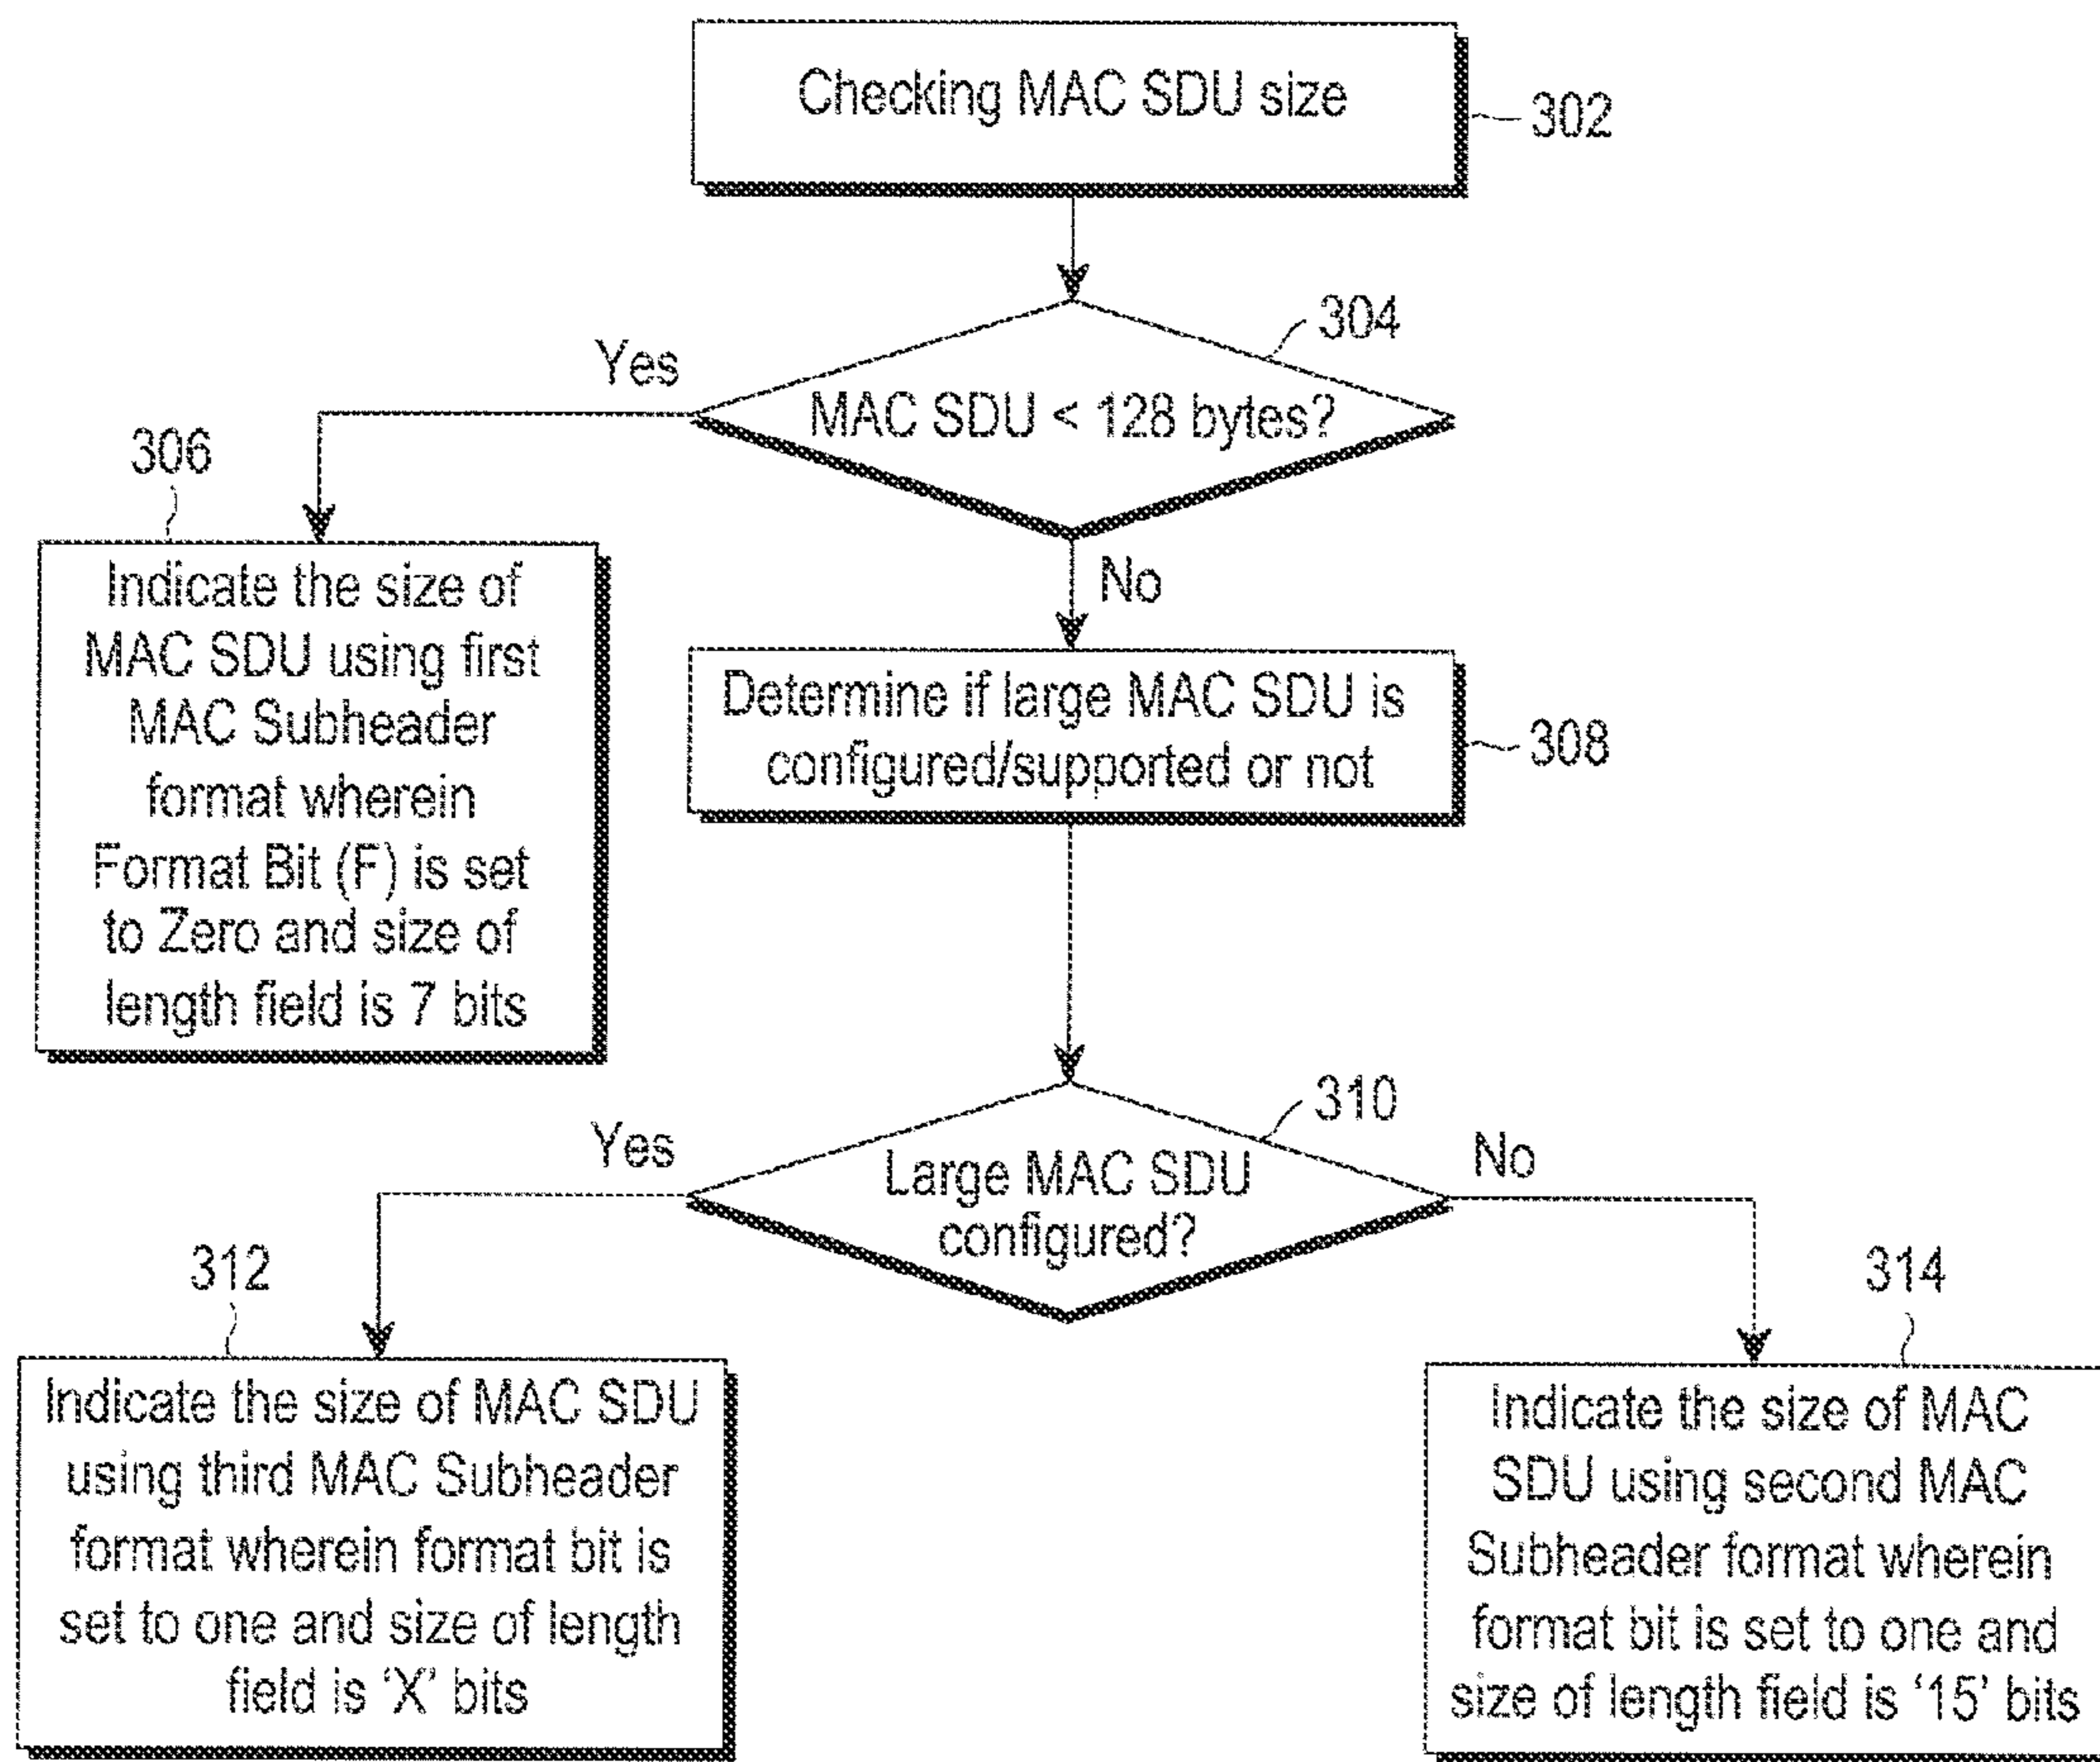 Checking MAC SDU size
302
304
Yes
MAC SDU < 128 bytes?
306
No
Indicate the size of
MAC SDU using first
MAC Subheader
format wherein
Format Bit (F) is set
to Zero and size of
length field is 7 bits
Determine if large MAC SDU is
configured/supported or not
308
310
Yes
No
Large MAC SDU
configured?
312
314
Indicate the size of MAC SDU
using third MAC Subheader
format wherein format bit is
set to one and size of length
field is ‘X’ bits
Indicate the size of MAC
SDU using second MAC
Subheader format wherein
format bit is set to one and
size of length field is ‘15’ bits